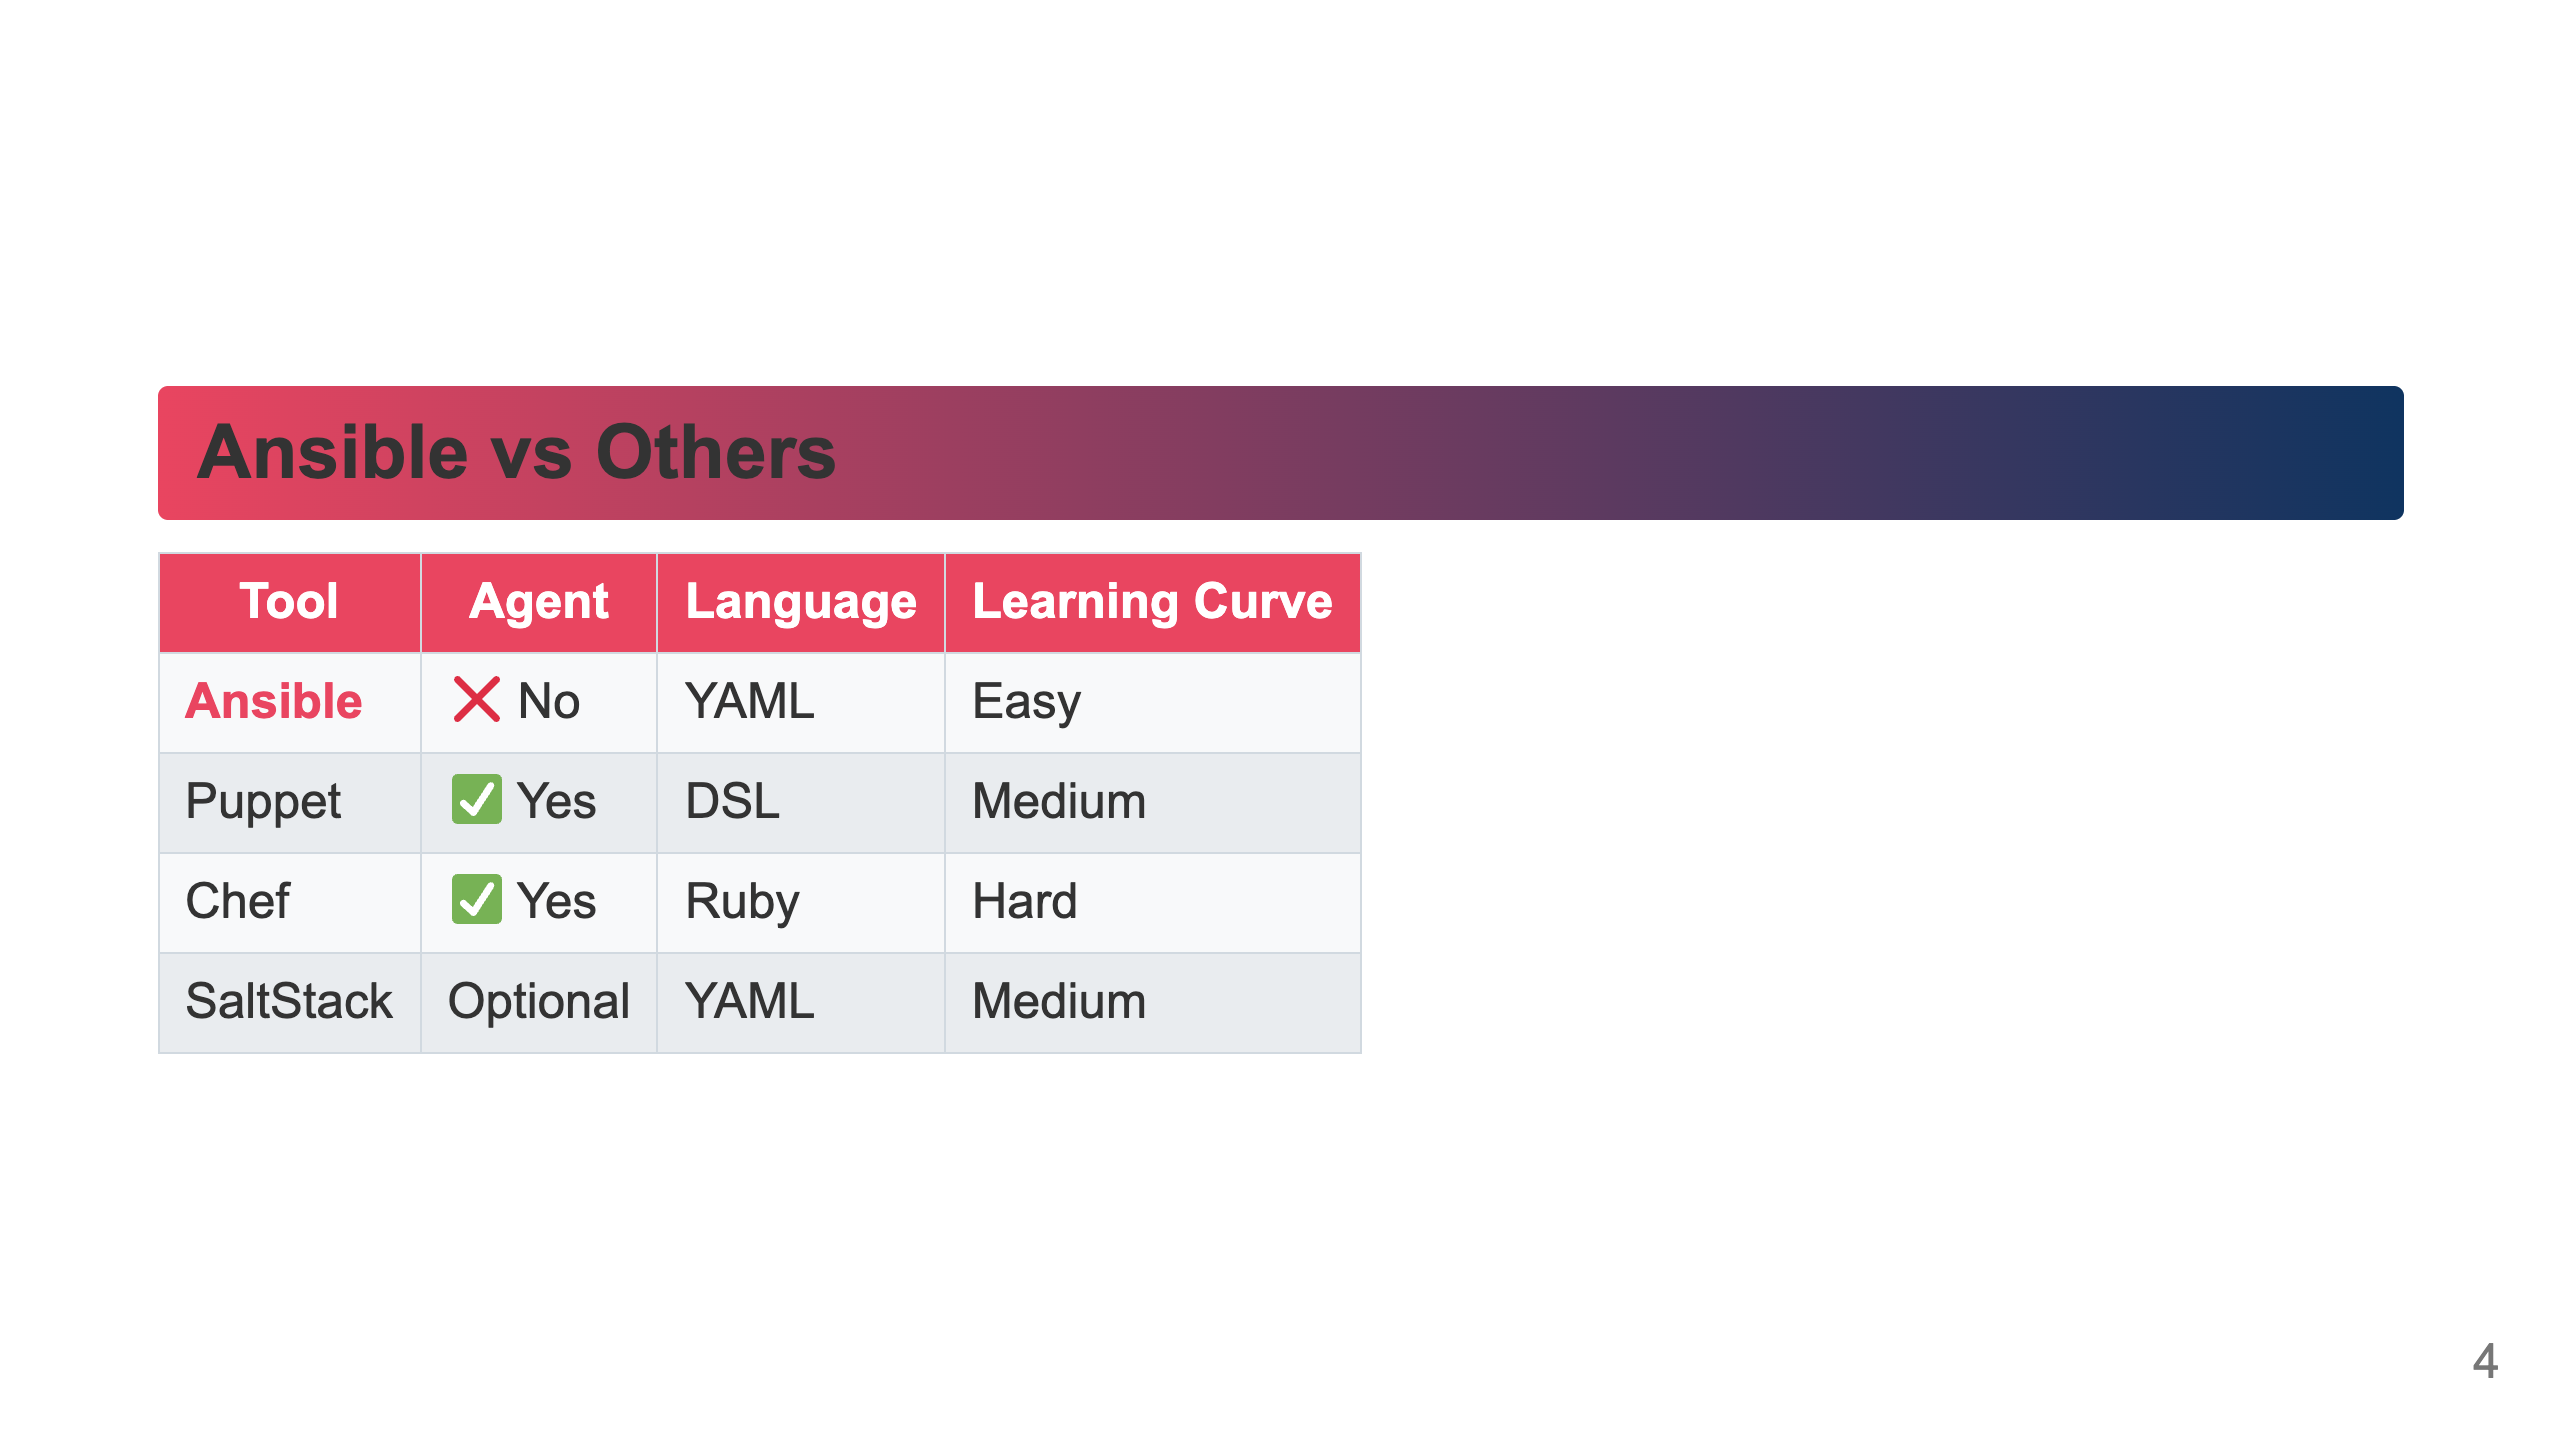 Ansible vs Others
Tool Agent Language Learning Curve
Ansible ❌ No YAML Easy
Puppet ✅ Yes DSL Medium
Chef ✅ Yes Ruby Hard
SaltStack Optional YAML Medium
4